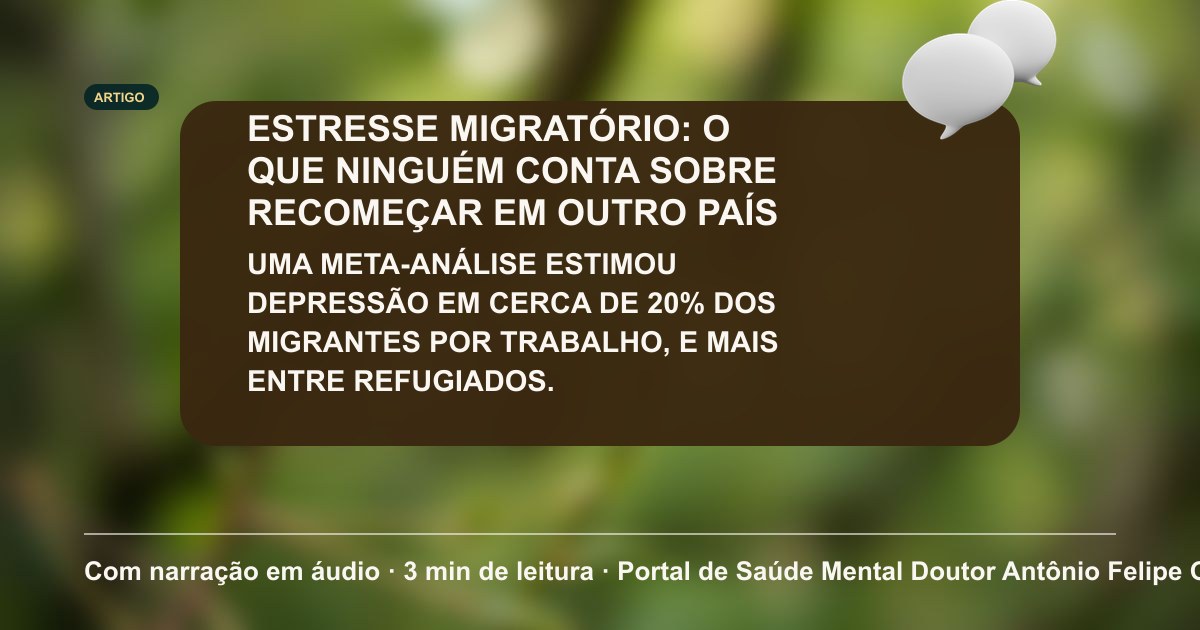 ARTIGO
ESTRESSE MIGRATÓRIO: O
QUE NINGUÉM CONTA SOBRE
RECOMEÇAR EM OUTRO PAÍS
UMA META-ANÁLISE ESTIMOU
DEPRESSÃO EM CERCA DE 20% DOS
MIGRANTES POR TRABALHO, E MAIS
ENTRE REFUGIADOS.
Com narração em áudio · 3 min de leitura · Portal de Saúde Mental Doutor Antônio Felipe